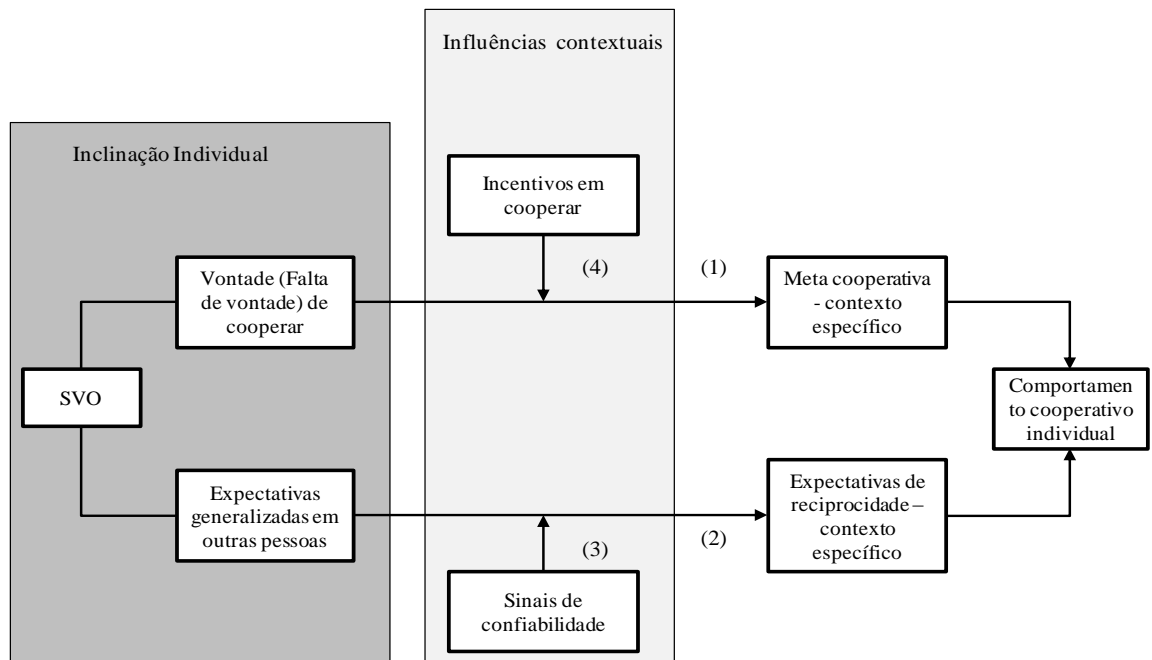 Influências contextuais
Inclinação Individual
Incentivos em
cooperar
Vontade (Falta
de vontade) de
cooperar
(4)
(1)
Meta cooperativa
- contexto
específico
SVO
Comportamen
to cooperativo
individual
Expectativas
generalizadas em
outras pessoas
(3)
(2)
Expectativas de
reciprocidade –
contexto
específico
Sinais de
confiabilidade